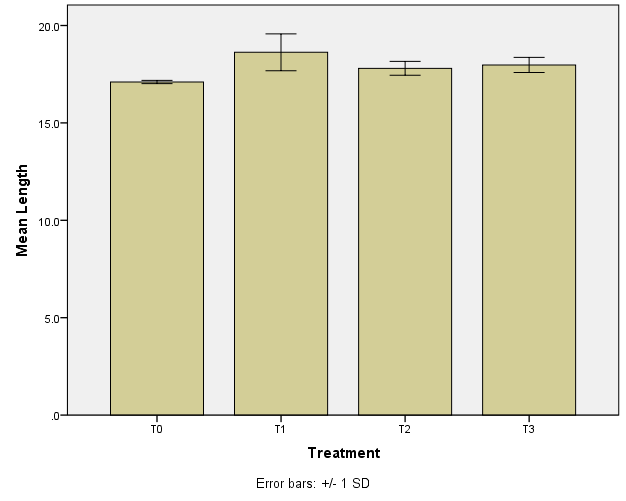 Mean Length
20.0
15.0
10.0
5.0
.0
T0 T1 T2 T3
Treatment
Error bars: +/- 1 SD